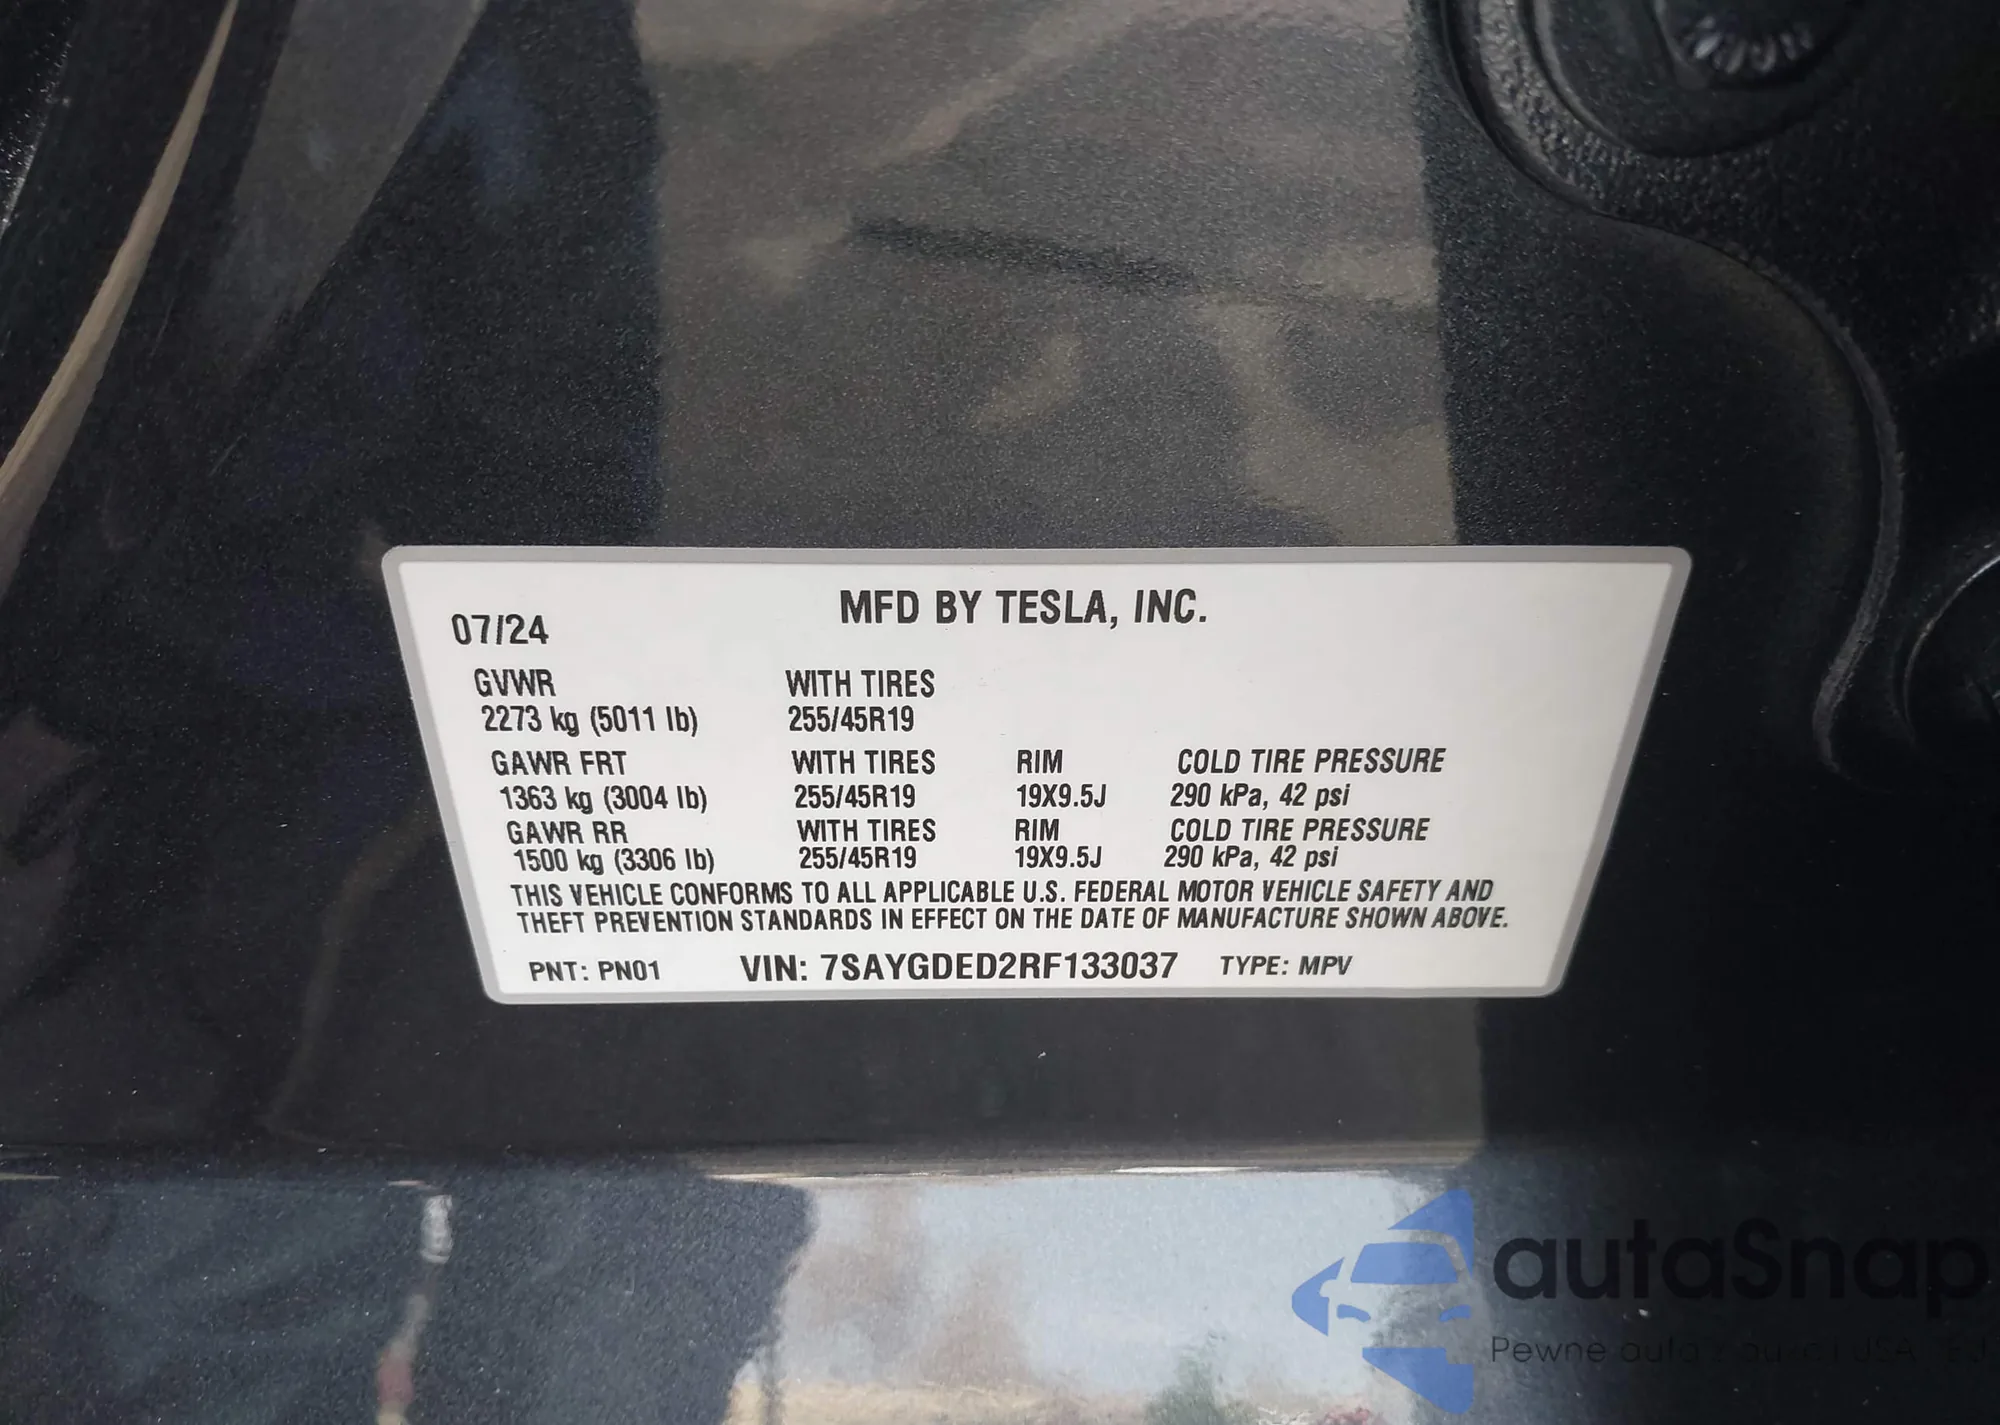 MFD BY TESLA, INC.
07/24
GVWR WITH TIRES
2273 kg (5011 lb) 255/45R19
GAWR FRT WITH TIRES RIM COLD TIRE PRESSURE
1363 kg (3004 lb) 255/45R19 19X9.5J 290 kPa, 42 psi
GAWR RR WITH TIRES RIM COLD TIRE PRESSURE
1500 kg (3306 lb) 255/45R19 19X9.5J 290 kPa, 42 psi
THIS VEHICLE CONFORMS TO ALL APPLICABLE U.S. FEDERAL MOTOR VEHICLE SAFETY AND
THEFT PREVENTION STANDARDS IN EFFECT ON THE DATE OF MANUFACTURE SHOWN ABOVE.
PNT: PN01 VIN: 7SAYGDED2RF133037 TYPE: MPV
autaSnap
Pewne auta z USA